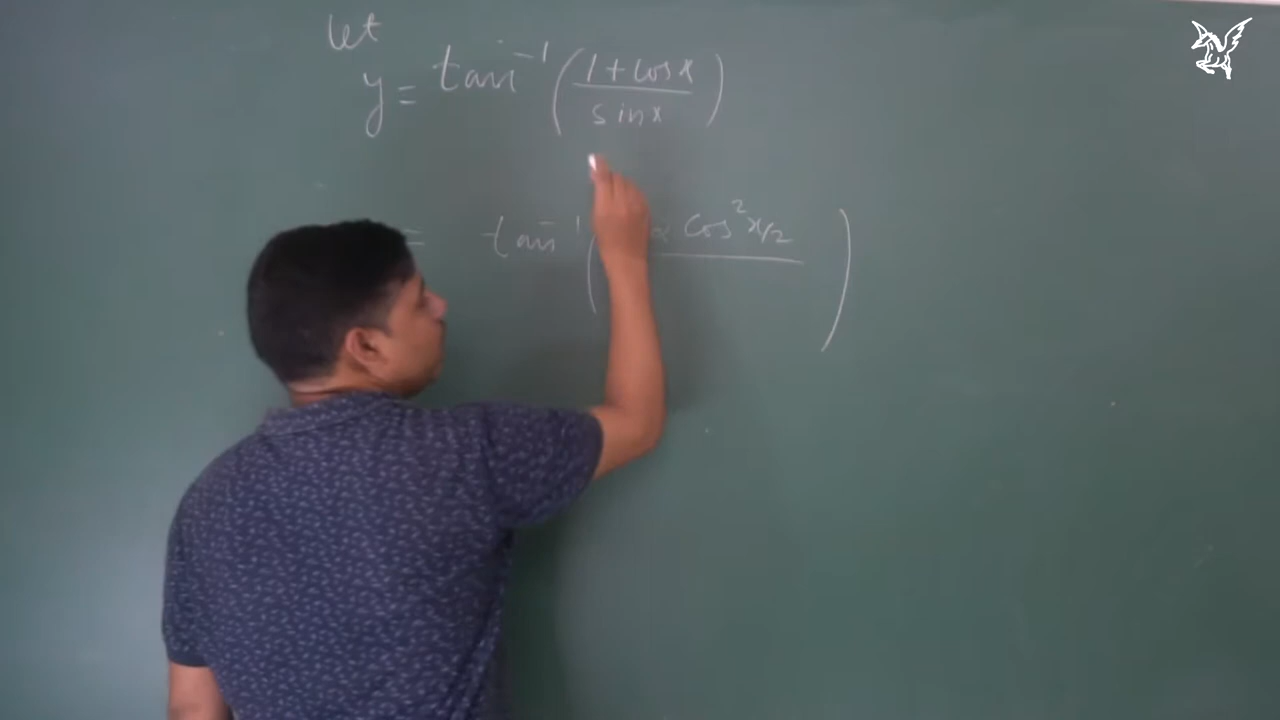 let
y = tan⁻¹ (1 + cos x / sin x)
= tan⁻¹ ( cos² x/2 )